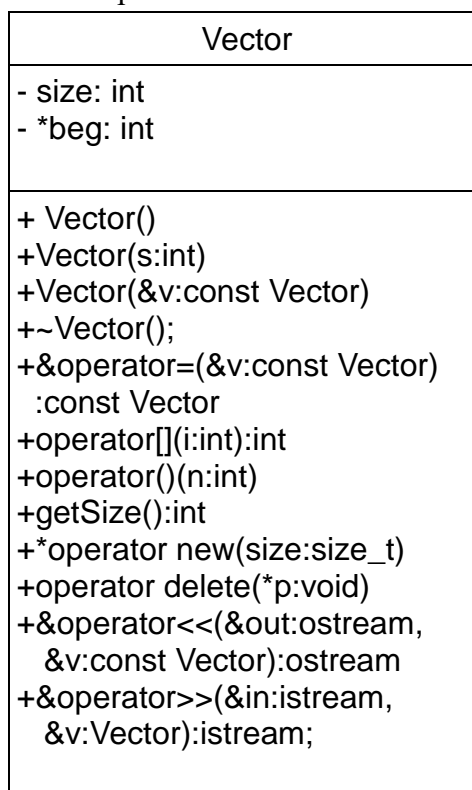 Vector
- size: int
- *beg: int
+ Vector()
+Vector(s:int)
+Vector(&v:const Vector)
+~Vector();
+&operator=(&v:const Vector)
:const Vector
+operator[](i:int):int
+operator()(n:int)
+getSize():int
+*operator new(size:size_t)
+operator delete(*p:void)
+&operator<<(&out:ostream,
&v:const Vector):ostream
+&operator>>(&in:istream,
&v:Vector):istream;